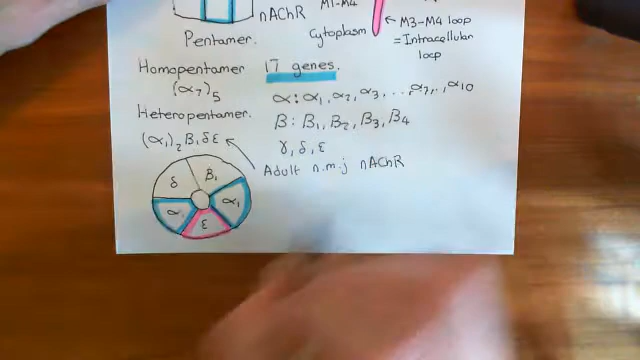 nAChR
M1-M4
Pentamer.
Cytoplasm
M3-M4 loop
= Intracellular
loop
Homopentamer
(α₇)₅
Heteropentamer.
(α₁)₂ β₁ δ ε
17 genes.
α: α₁, α₂, α₃, ... α₇, .., α₁₀
β: β₁, β₂, β₃, β₄
γ, δ, ε
Adult n.m.j nAChR
δ
β₁
α₁
α₁
ε